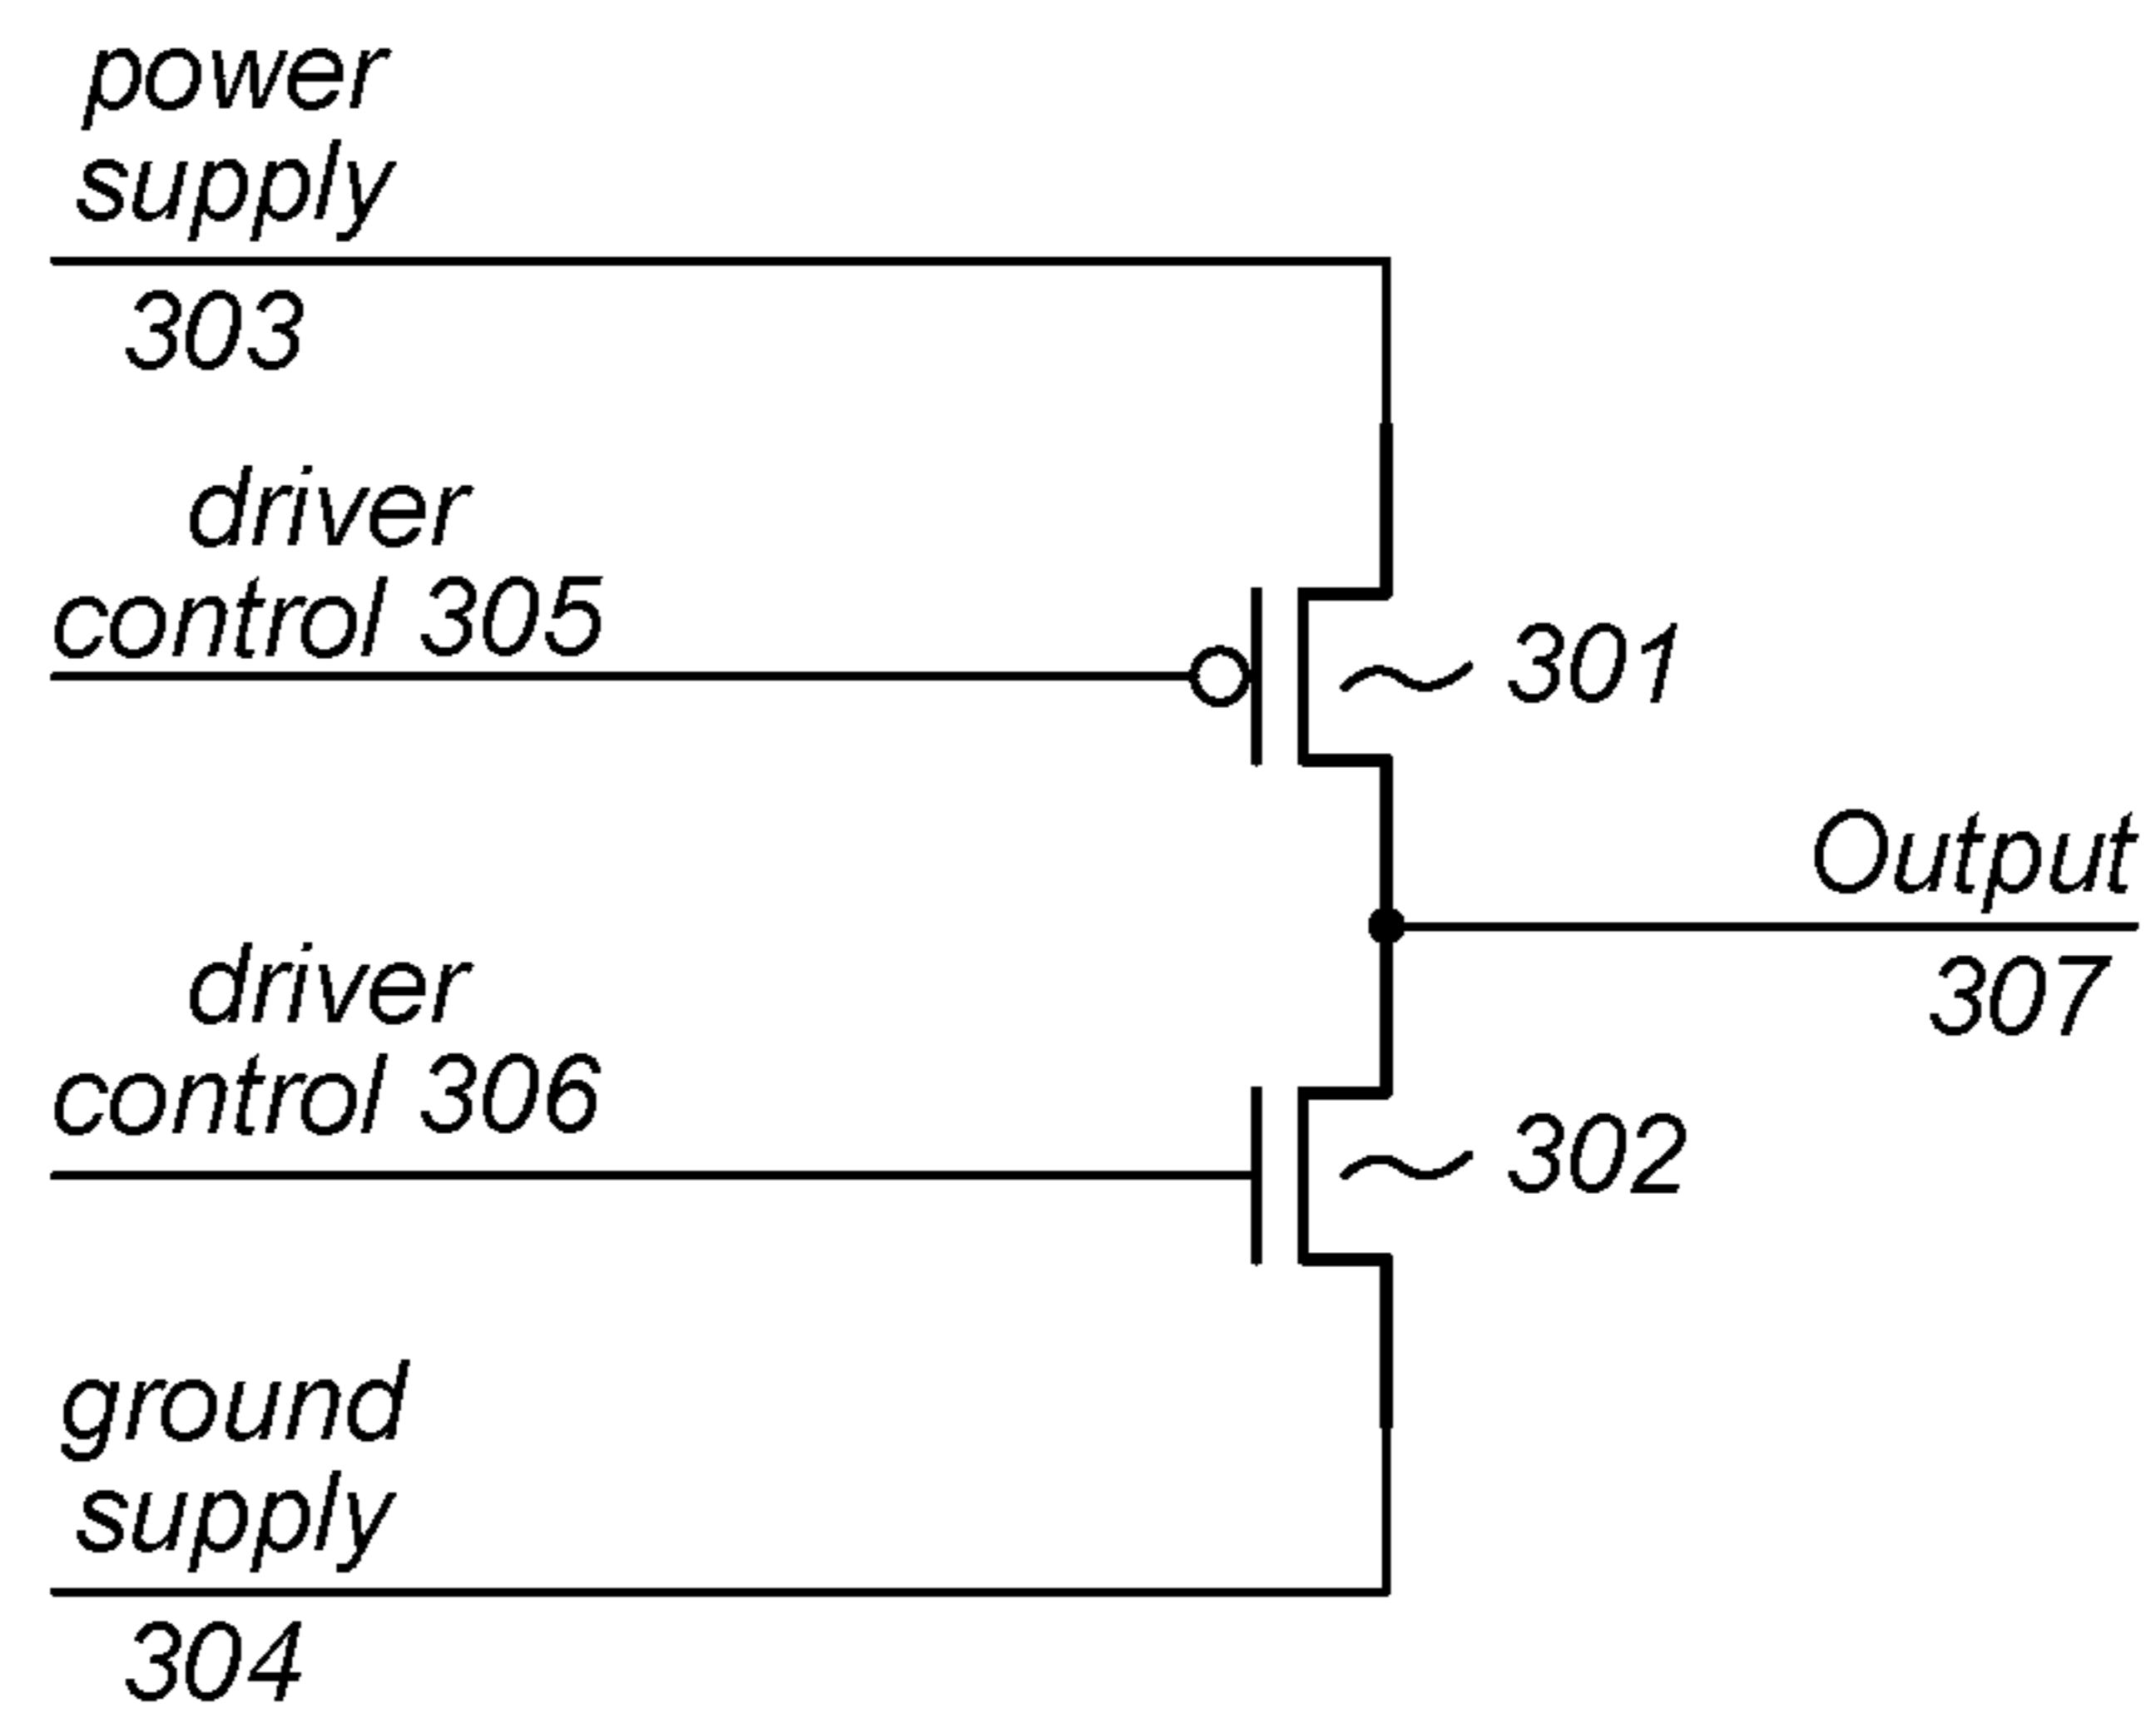 power
supply
303
driver
control 305
301
Output
307
driver
control 306
302
ground
supply
304